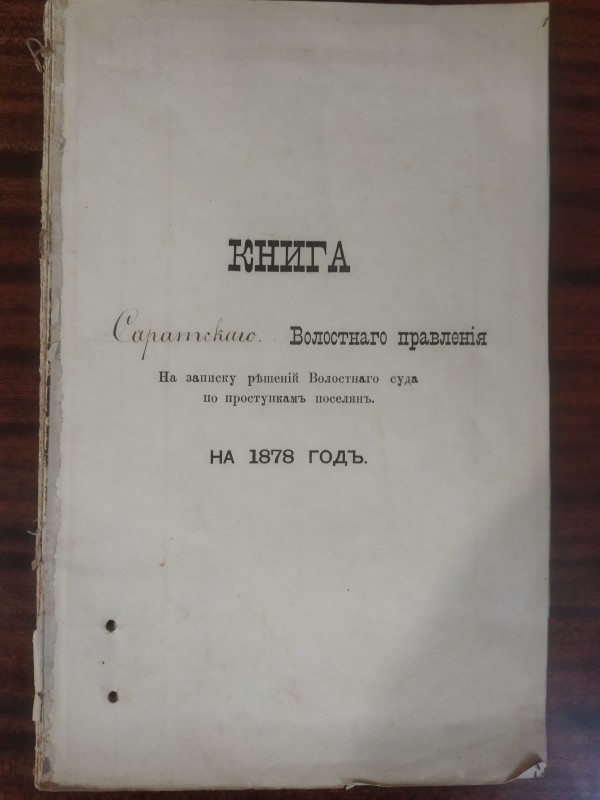 КНИГА
Саратскаго. Волостнаго правленія
На записку рѣшеній Волостнаго суда
по проступкамъ поселянъ.
НА 1878 ГОДЪ.